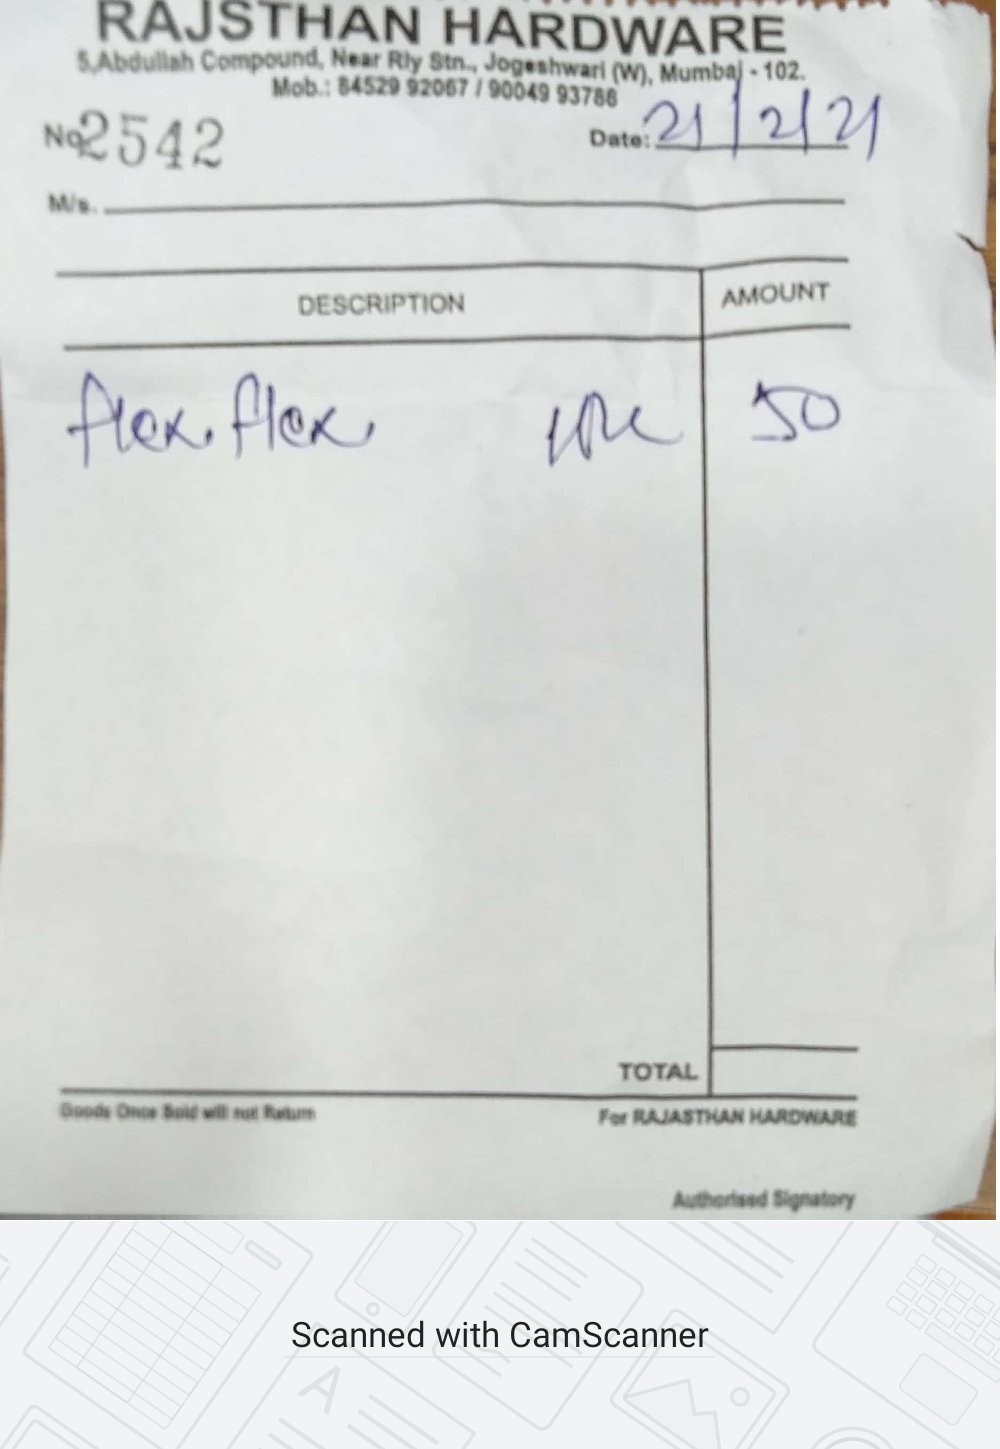 RAJSTHAN HARDWARE
5,Abdullah Compound, Near Rly Stn., Jogeshwari (W), Mumbai - 102.
Mob.: 84529 92067 / 90049 93786
No 2542 Date: 21/2/21
M/s.
DESCRIPTION AMOUNT
flex. flex. 50
TOTAL
Goods Once Sold will not Return For RAJASTHAN HARDWARE
Authorised Signatory
Scanned with CamScanner